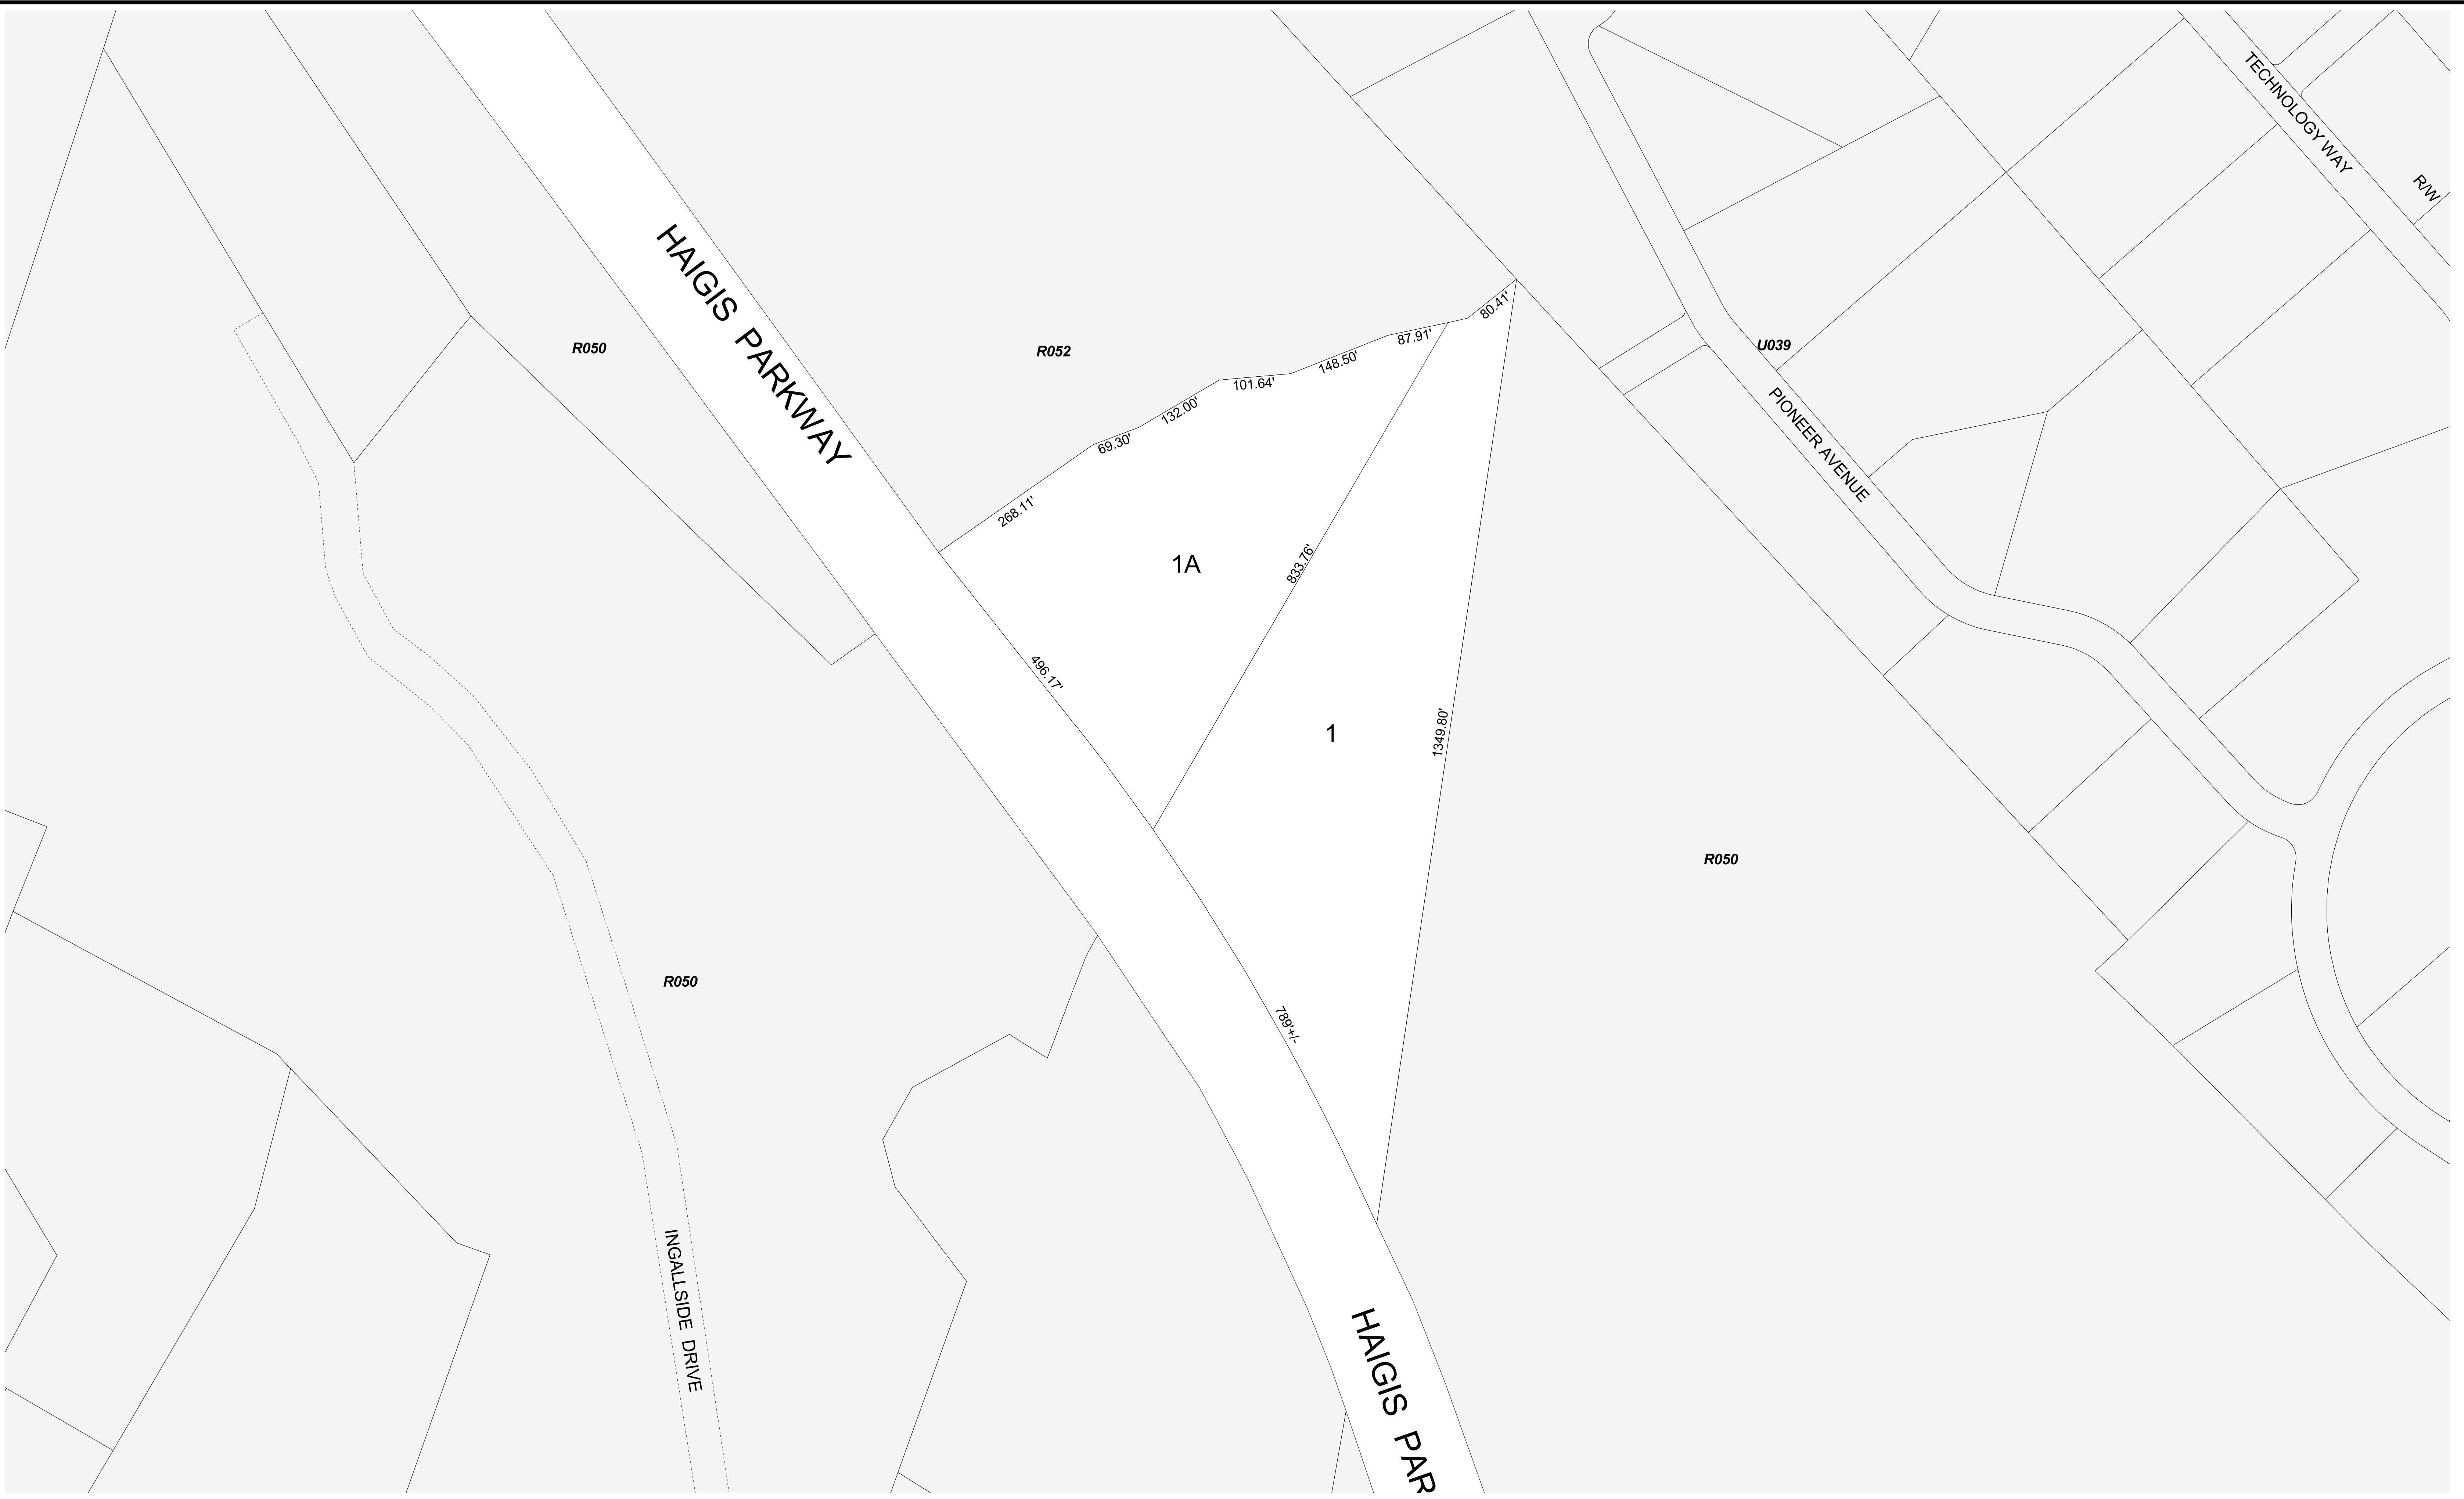 TECHNOLOGY WAY
R/W
HAIGIS PARKWAY
R050
R052
U039
80.41'
87.91'
148.50'
101.64'
132.00'
69.30'
268.11'
PIONEER AVENUE
1A
833.76'
496.17'
1
1349.80'
R050
R050
789'+/-
INGALLSIDE DRIVE
HAIGIS PAR